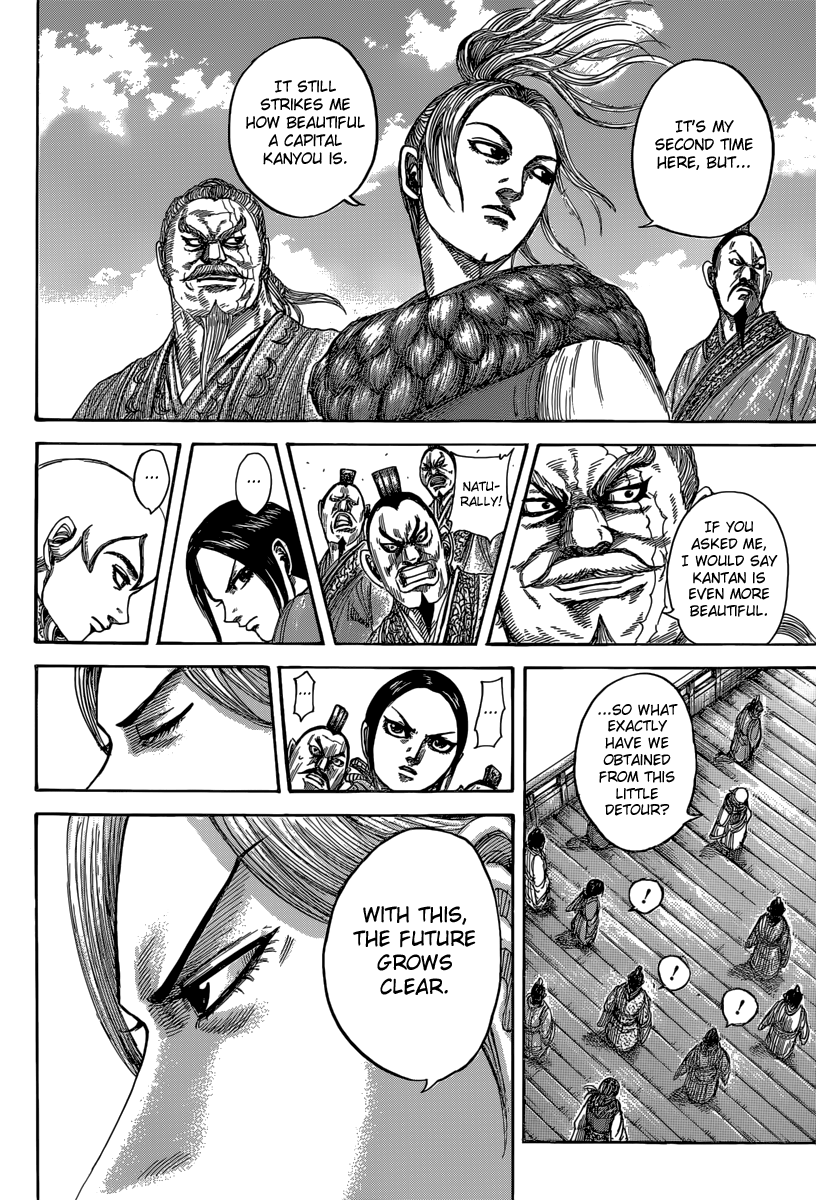 IT'S MY
SECOND TIME
HERE, BUT...
IT STILL
STRIKES ME
HOW BEAUTIFUL
A CAPITAL
KANYOU IS.
IF YOU
ASKED ME,
I WOULD SAY
KANTAN IS
EVEN MORE
BEAUTIFUL.
NATU-
RALLY!
...
...
...SO WHAT
EXACTLY
HAVE WE
OBTAINED
FROM THIS
LITTLE
DETOUR?
!
!
!
...
...
WITH THIS,
THE FUTURE
GROWS
CLEAR.